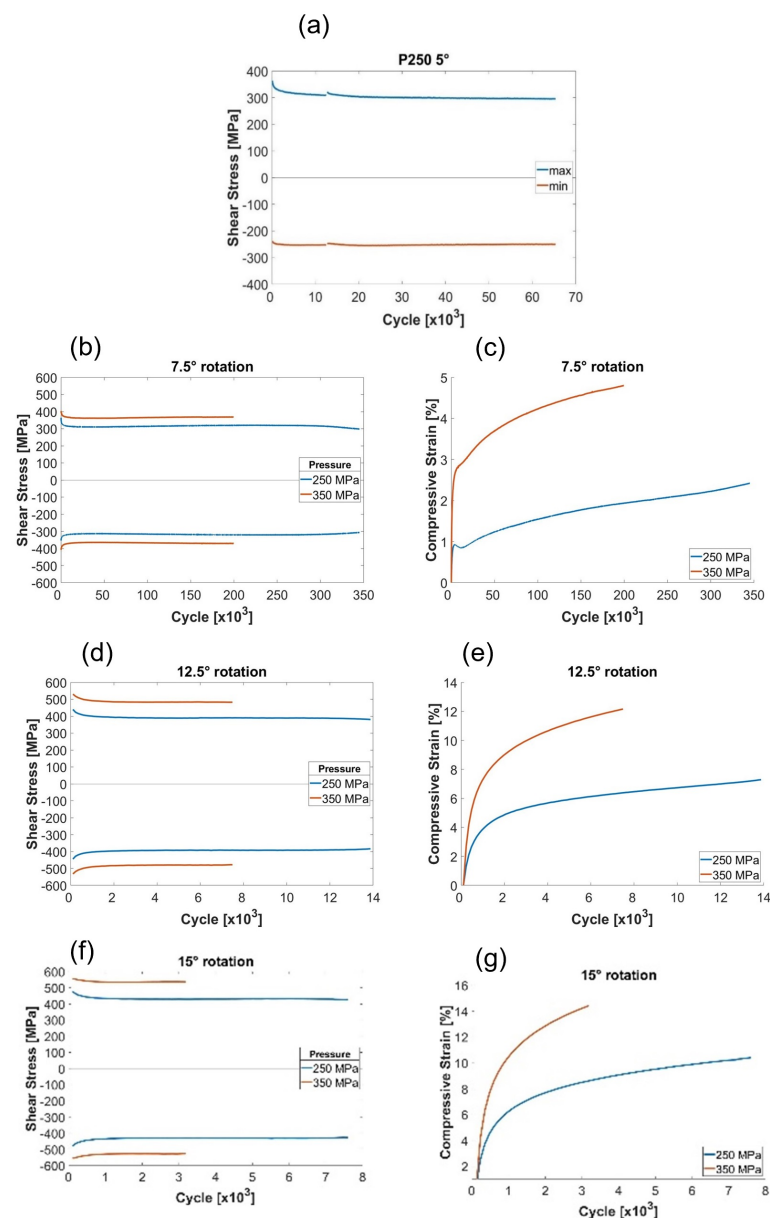 (a)
P250 5°
Shear Stress [MPa]
400
300
200
100
0
-100
-200
-300
-400
max
min
0 10 20 30 40 50 60 70
Cycle [x10³]
(b)
7.5° rotation
Shear Stress [MPa]
600
500
400
300
200
100
0
-100
-200
-300
-400
-500
-600
Pressure
250 MPa
350 MPa
0 50 100 150 200 250 300 350
Cycle [x10³]
(c)
7.5° rotation
Compressive Strain [%]
5
4
3
2
1
0
250 MPa
350 MPa
0 50 100 150 200 250 300 350
Cycle [x10³]
(d)
12.5° rotation
Shear Stress [MPa]
600
500
400
300
200
100
0
-100
-200
-300
-400
-500
-600
Pressure
250 MPa
350 MPa
0 2 4 6 8 10 12 14
Cycle [x10³]
(e)
12.5° rotation
Compressive Strain [%]
14
12
10
8
6
4
2
0
250 MPa
350 MPa
0 2 4 6 8 10 12 14
Cycle [x10³]
(f)
15° rotation
Shear Stress [MPa]
600
500
400
300
200
100
0
-100
-200
-300
-400
-500
-600
Pressure
250 MPa
350 MPa
0 1 2 3 4 5 6 7 8
Cycle [x10³]
(g)
15° rotation
Compressive Strain [%]
16
14
12
10
8
6
4
2
250 MPa
350 MPa
0 1 2 3 4 5 6 7 8
Cycle [x10³]